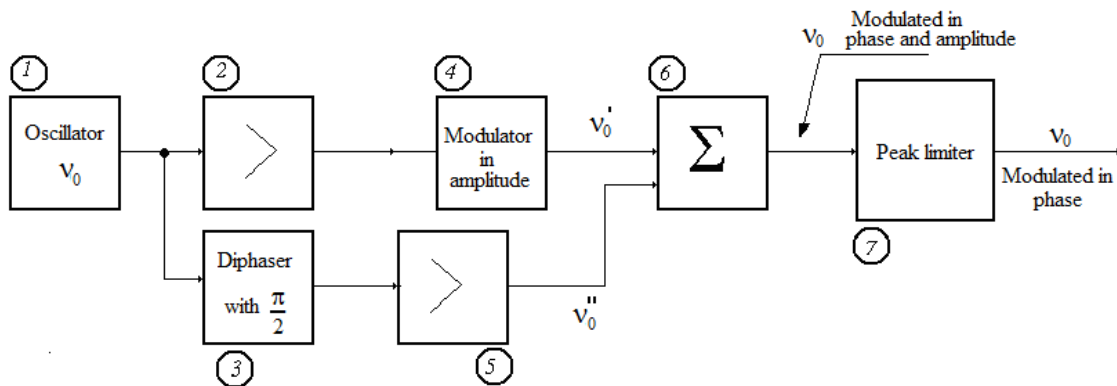 1
Oscillator
ν₀
2
>
4
Modulator
in
amplitude
ν₀'
6
Σ
ν₀ Modulated in
phase and amplitude
Peak limiter
7
ν₀
Modulated in
phase
Diphaser
with π/2
3
>
5
ν₀''